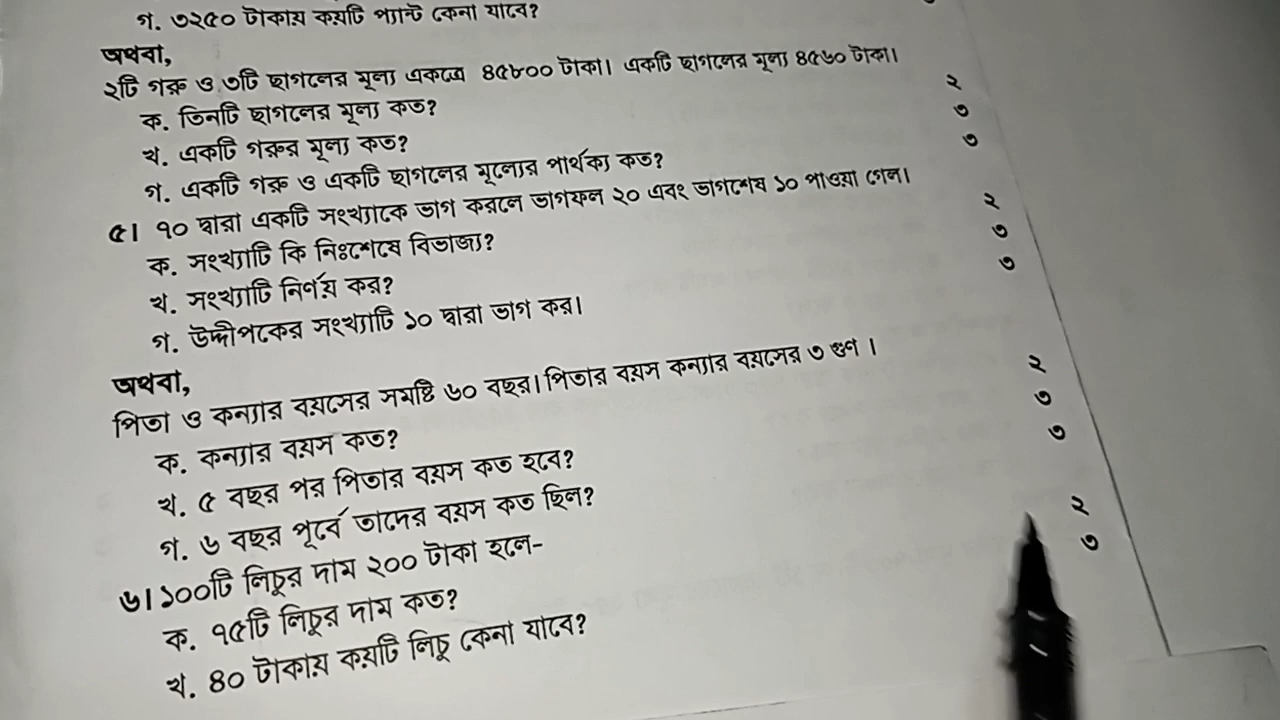 গ. ৩২৫০ টাকায় কয়টি প্যান্ট কেনা যাবে?
অথবা,
২টি গরু ও ৩টি ছাগলের মূল্য একত্রে ৪৫৮০০ টাকা। একটি ছাগলের মূল্য ৪৫৬০ টাকা।
ক. তিনটি ছাগলের মূল্য কত? ২
খ. একটি গরুর মূল্য কত? ৩
গ. একটি গরু ও একটি ছাগলের মূল্যের পার্থক্য কত? ৩
৫। ৭০ দ্বারা একটি সংখ্যাকে ভাগ করলে ভাগফল ২০ এবং ভাগশেষ ১০ পাওয়া গেল।
ক. সংখ্যাটি কি নিঃশেষে বিভাজ্য? ২
খ. সংখ্যাটি নির্ণয় কর? ৩
গ. উদ্দীপকের সংখ্যাটি ১০ দ্বারা ভাগ কর। ৩
অথবা,
পিতা ও কন্যার বয়সের সমষ্টি ৬০ বছর। পিতার বয়স কন্যার বয়সের ৩ গুণ ।
ক. কন্যার বয়স কত? ২
খ. ৫ বছর পর পিতার বয়স কত হবে? ৩
গ. ৬ বছর পূর্বে তাদের বয়স কত ছিল? ৩
৬। ১০০টি লিচুর দাম ২০০ টাকা হলে-
ক. ৭৫টি লিচুর দাম কত? ২
খ. ৪০ টাকায় কয়টি লিচু কেনা যাবে? ৩